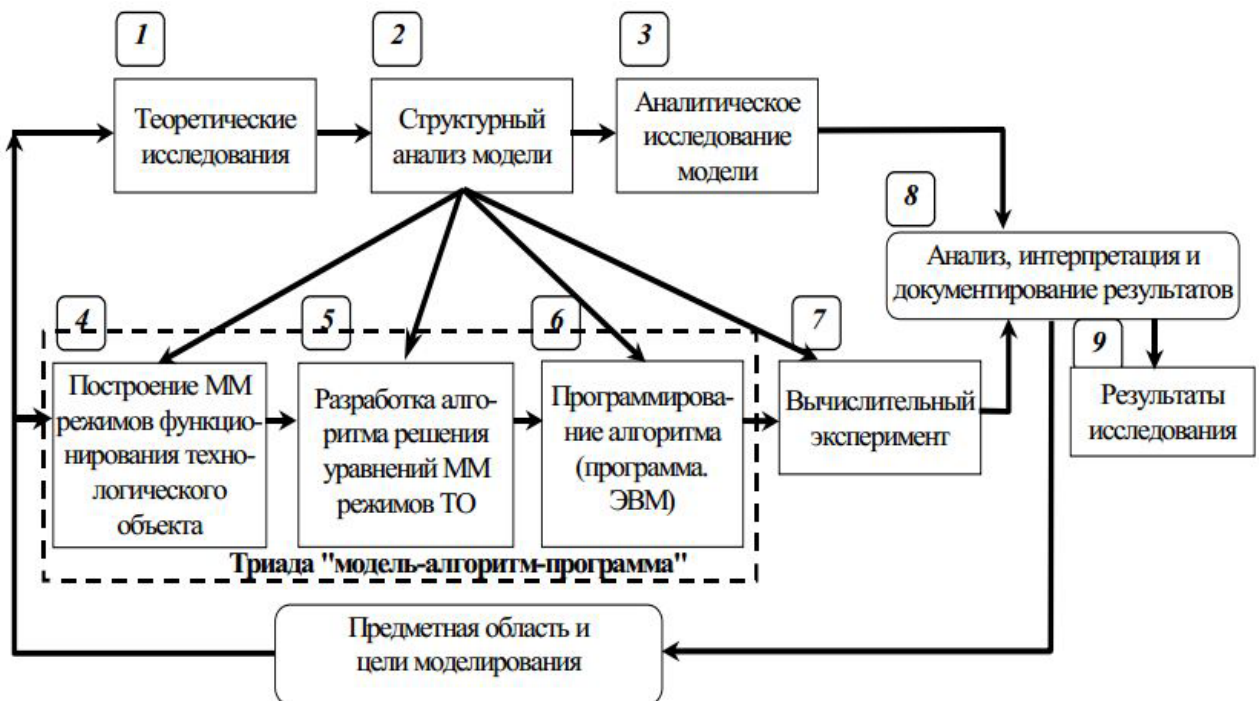 1
Теоретические
исследования
2
Структурный
анализ модели
3
Аналитическое
исследование
модели
8
Анализ, интерпретация и
документирование результатов
4
Построение ММ
режимов функцио-
нирования техно-
логического
объекта
5
Разработка алго-
ритма решения
уравнений ММ
режимов ТО
6
Программирова-
ние алгоритма
(программа.
ЭВМ)
7
Вычислительный
эксперимент
9
Результаты
исследования
Триада "модель-алгоритм-программа"
Предметная область и
цели моделирования